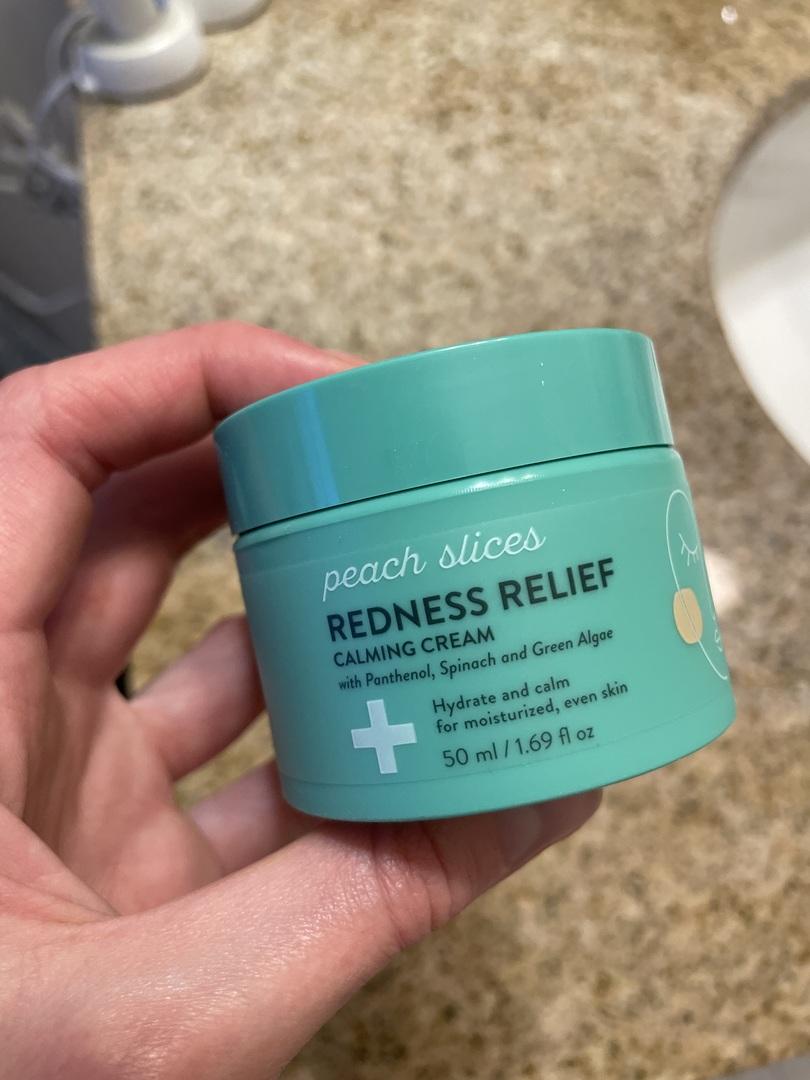 peach slices
REDNESS RELIEF
CALMING CREAM
with Panthenol, Spinach and Green Algae
Hydrate and calm
for moisturized, even skin
50 ml / 1.69 fl oz